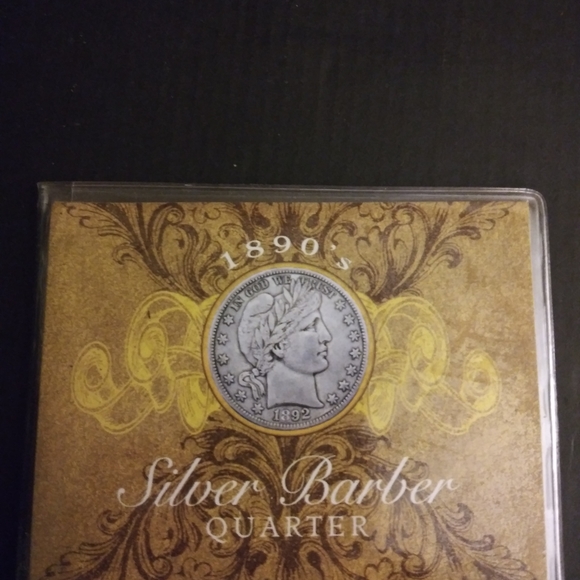 1890's
IN GOD WE TRUST
1892
Silver Barber
QUARTER